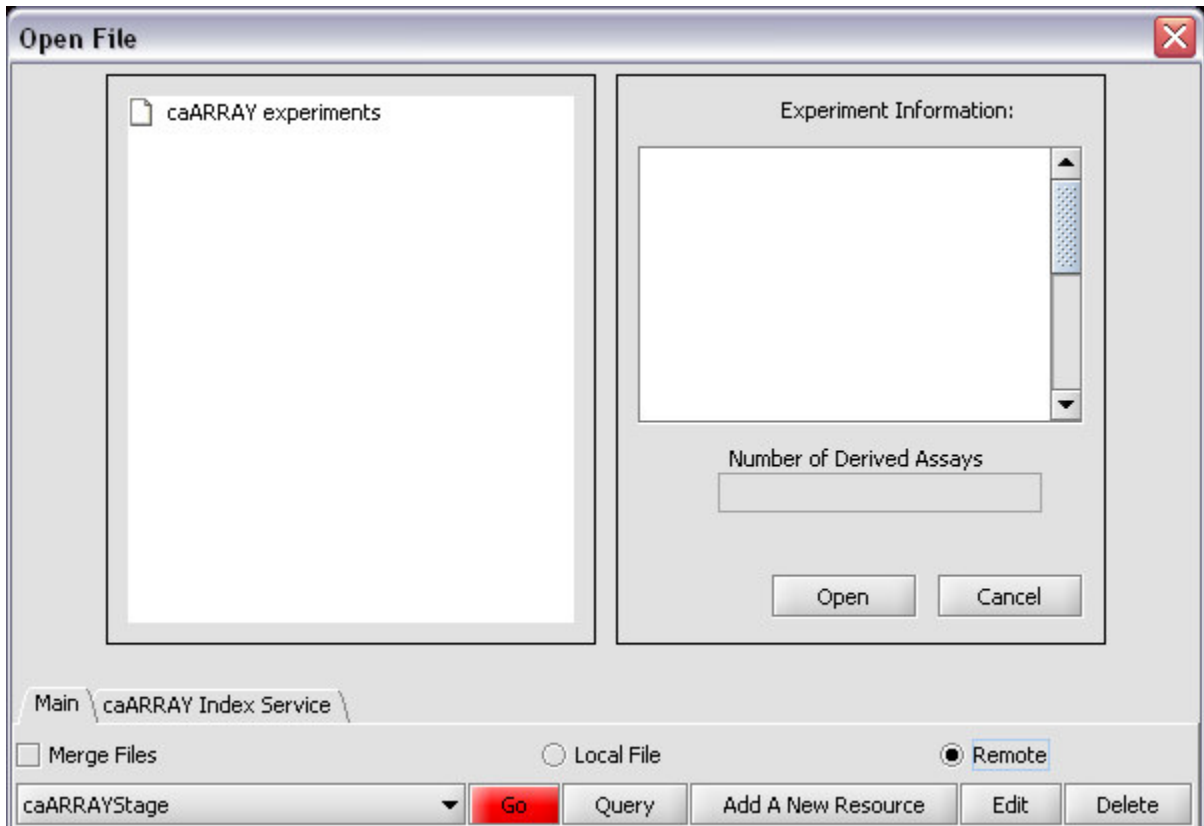 Open File
caARRAY experiments
Experiment Information:
Number of Derived Assays
Open Cancel
Main caARRAY Index Service
Merge Files Local File Remote
caARRAYStage Go Query Add A New Resource Edit Delete